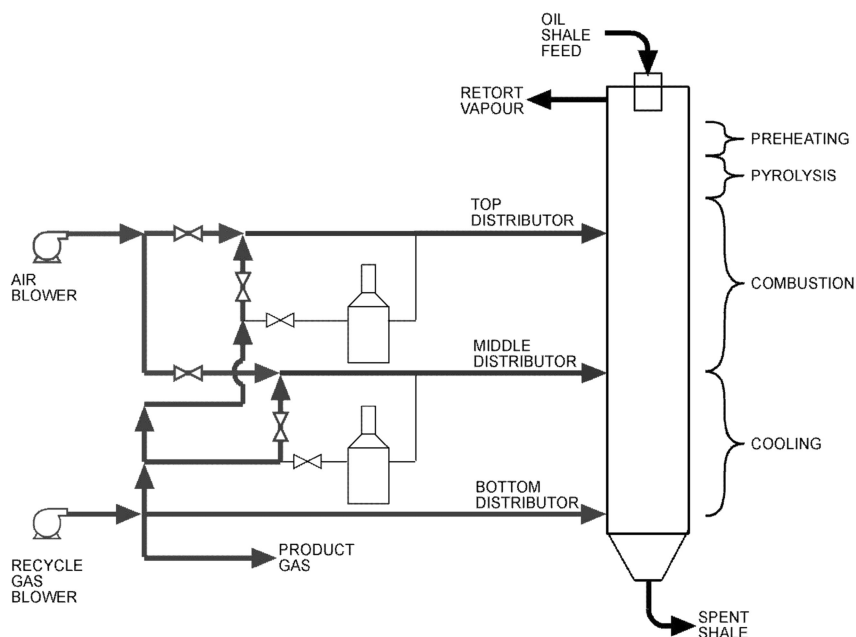 OIL
SHALE
FEED
RETORT
VAPOUR
PREHEATING
PYROLYSIS
TOP
DISTRIBUTOR
AIR
BLOWER
COMBUSTION
MIDDLE
DISTRIBUTOR
COOLING
BOTTOM
DISTRIBUTOR
RECYCLE
GAS
BLOWER
PRODUCT
GAS
SPENT
SHALE